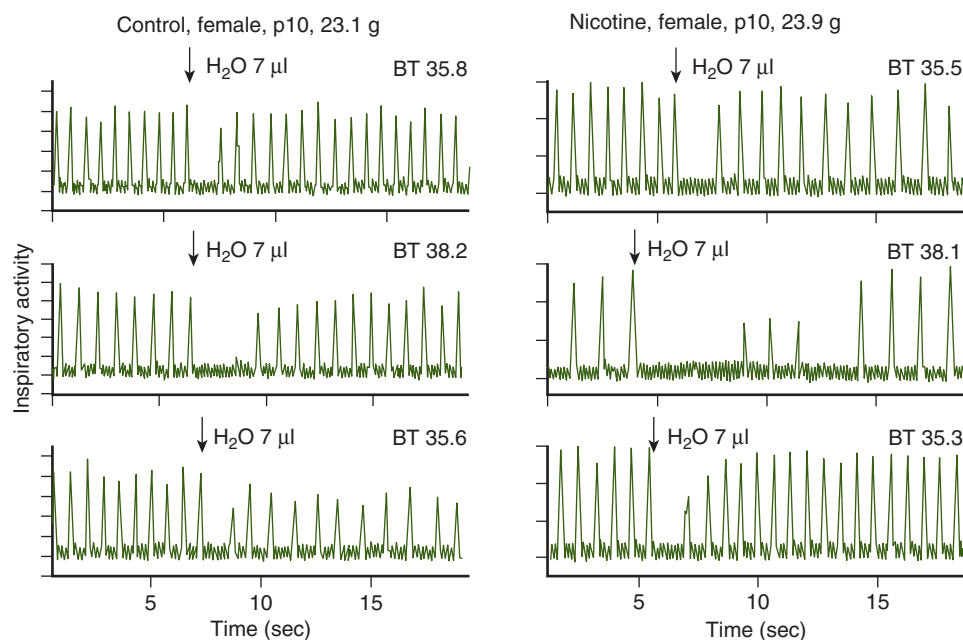 Control, female, p10, 23.1 g
H₂O 7 µl
BT 35.8
H₂O 7 µl
BT 38.2
H₂O 7 µl
BT 35.6
Inspiratory activity
5
10
15
Time (sec)
Nicotine, female, p10, 23.9 g
H₂O 7 µl
BT 35.5
H₂O 7 µl
BT 38.1
H₂O 7 µl
BT 35.3
5
10
15
Time (sec)